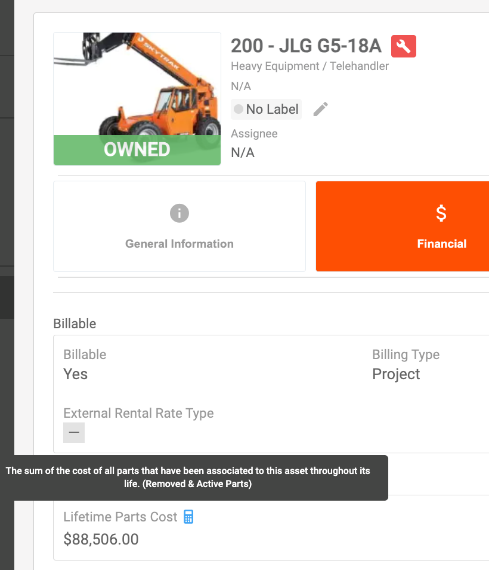 200 - JLG G5-18A
Heavy Equipment / Telehandler
N/A
No Label
Assignee
N/A
SKYTRAK
OWNED
General Information
$
Financial
Billable
Billable
Yes
Billing Type
Project
External Rental Rate Type
—
The sum of the cost of all parts that have been associated to this asset throughout its
life. (Removed & Active Parts)
Lifetime Parts Cost
$88,506.00